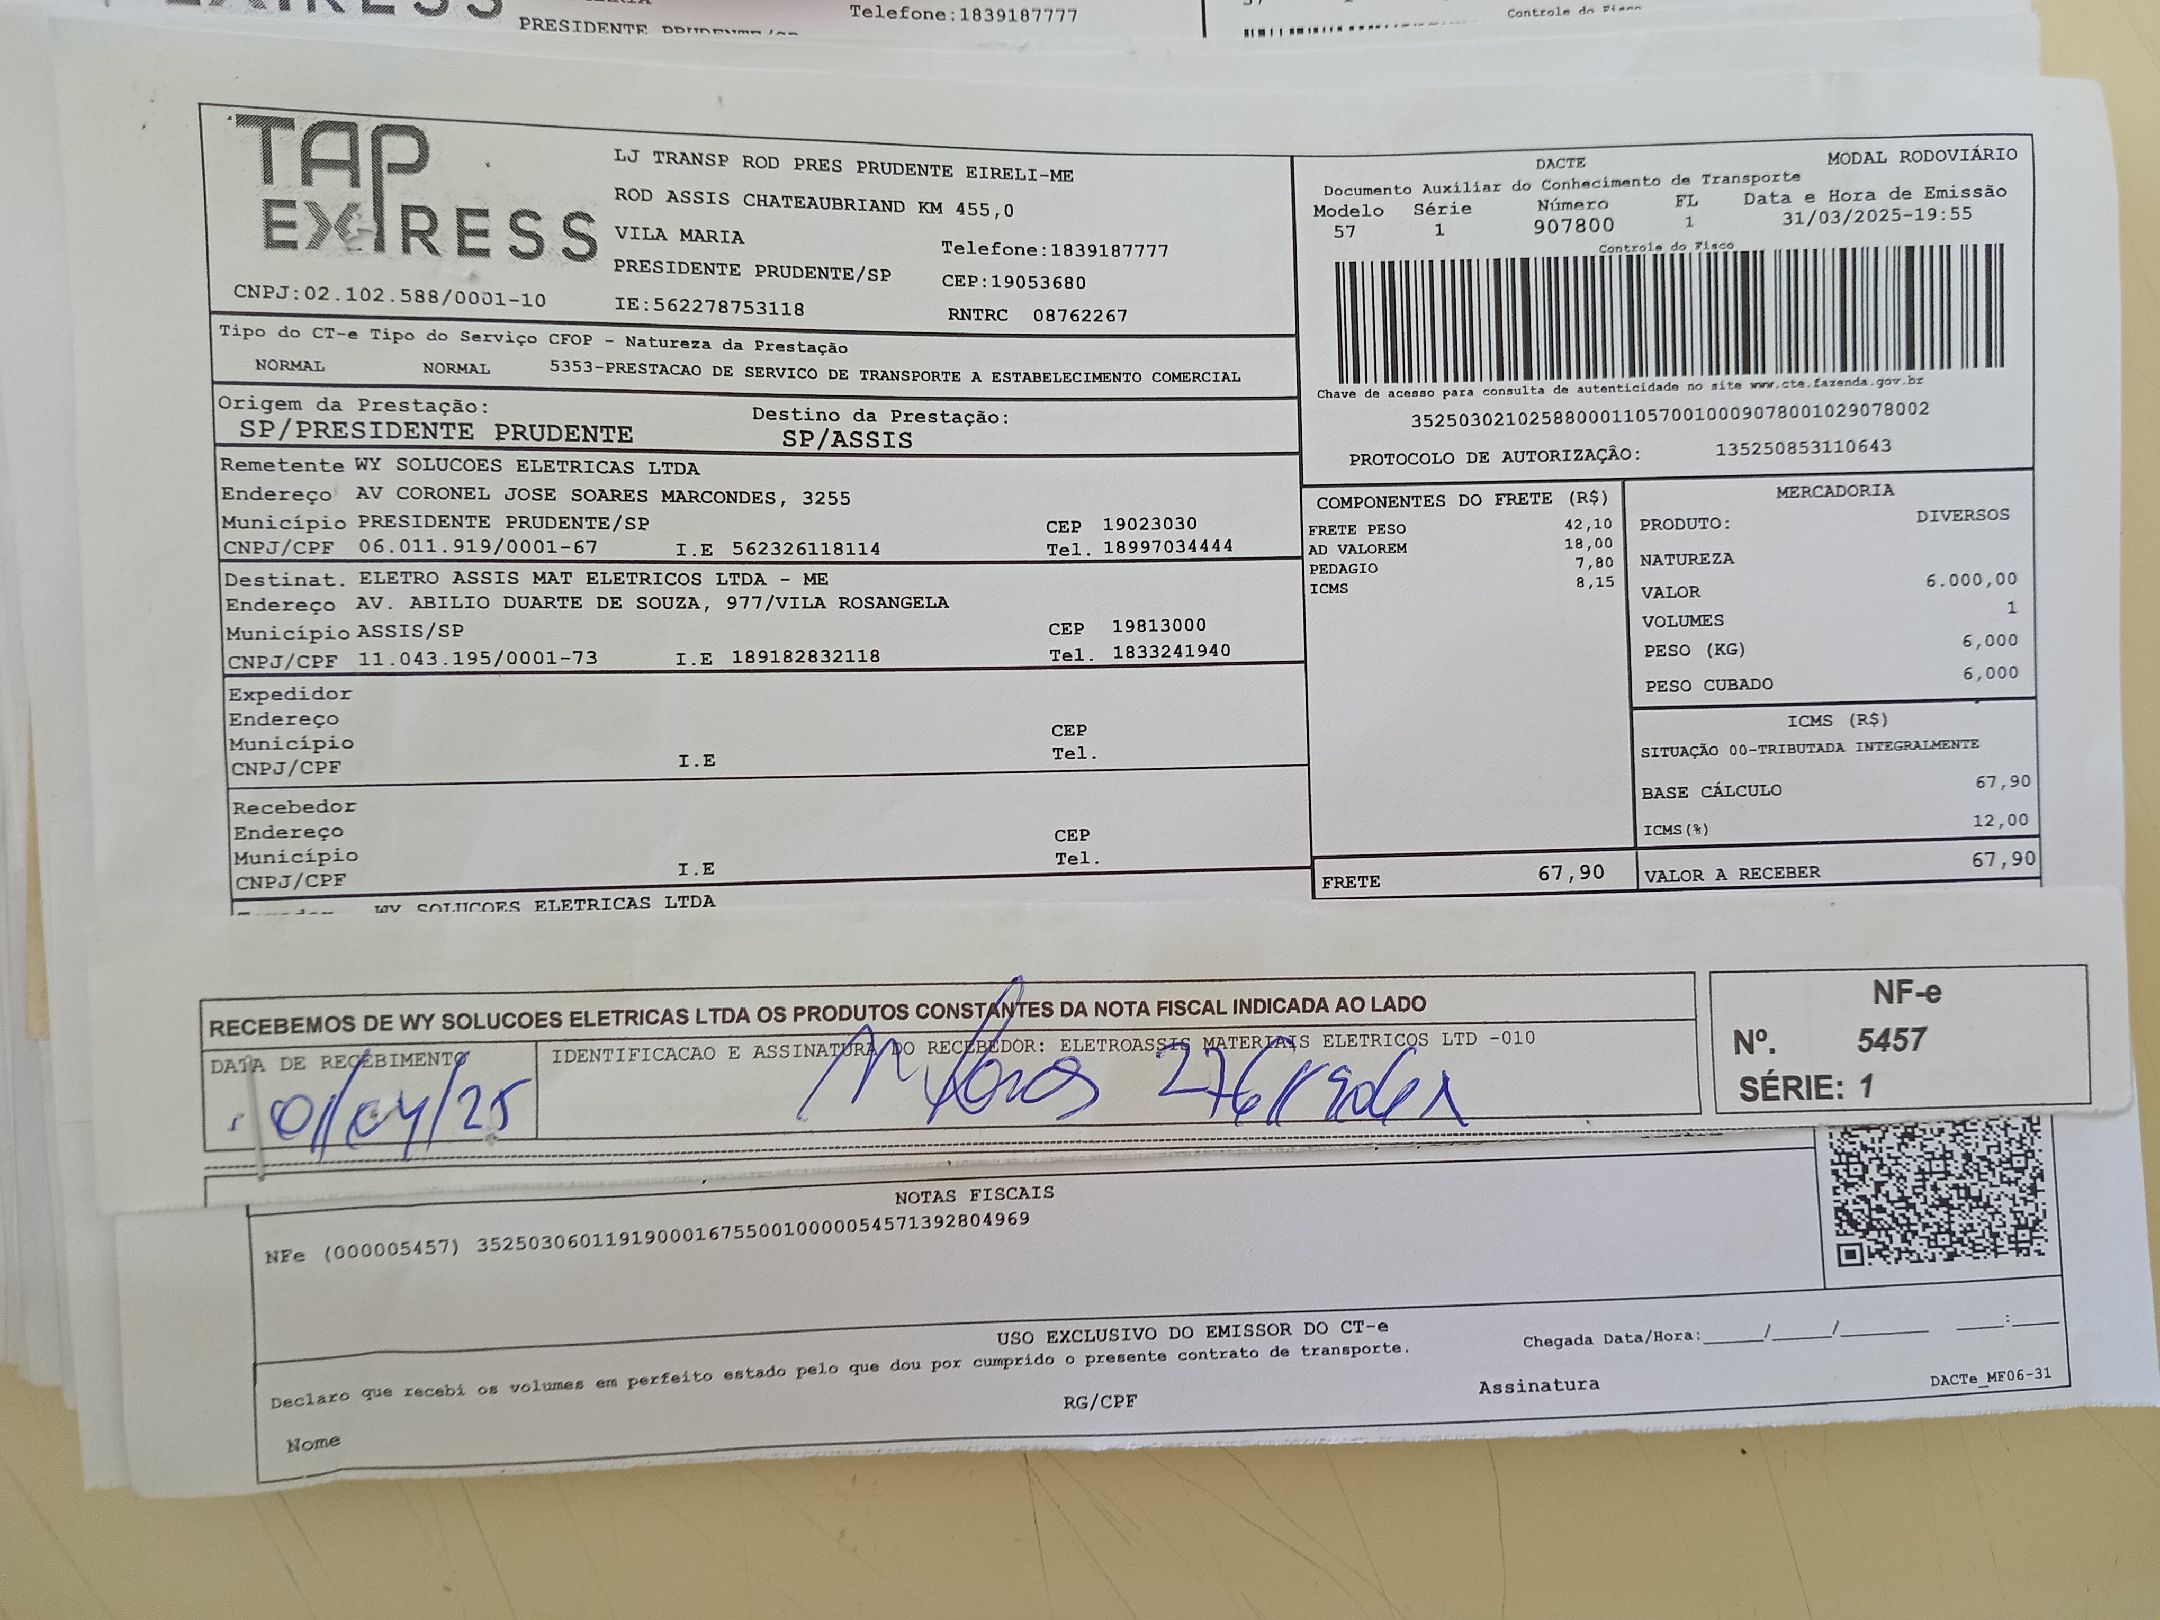 PRESIDENTE PRUDENTE/SP
Telefone:1839187777
Controle do Fisco
TAP EXPRESS
CNPJ:02.102.588/0001-10
LJ TRANSP ROD PRES PRUDENTE EIRELI-ME
ROD ASSIS CHATEAUBRIAND KM 455,0
VILA MARIA
Telefone:1839187777
PRESIDENTE PRUDENTE/SP CEP:19053680
IE:562278753118 RNTRC 08762267
DACTE MODAL RODOVIÁRIO
Documento Auxiliar do Conhecimento de Transporte
Modelo Série Número FL Data e Hora de Emissão
57 1 907800 1 31/03/2025-19:55
Controle do Fisco
Chave de acesso para consulta de autenticidade no site www.cte.fazenda.gov.br
35250302102588000110570010009078001029078002
PROTOCOLO DE AUTORIZAÇÃO: 135250853110643
Tipo do CT-e Tipo do Serviço CFOP - Natureza da Prestação
NORMAL NORMAL 5353-PRESTACAO DE SERVICO DE TRANSPORTE A ESTABELECIMENTO COMERCIAL
Origem da Prestação: Destino da Prestação:
SP/PRESIDENTE PRUDENTE SP/ASSIS
Remetente WY SOLUCOES ELETRICAS LTDA
Endereço AV CORONEL JOSE SOARES MARCONDES, 3255
Município PRESIDENTE PRUDENTE/SP CEP 19023030
CNPJ/CPF 06.011.919/0001-67 I.E 562326118114 Tel. 18997034444
Destinat. ELETRO ASSIS MAT ELETRICOS LTDA - ME
Endereço AV. ABILIO DUARTE DE SOUZA, 977/VILA ROSANGELA
Município ASSIS/SP CEP 19813000
CNPJ/CPF 11.043.195/0001-73 I.E 189182832118 Tel. 1833241940
Expedidor
Endereço
Município CEP
CNPJ/CPF I.E Tel.
Recebedor
Endereço
Município CEP
CNPJ/CPF I.E Tel.
WY SOLUCOES ELETRICAS LTDA
COMPONENTES DO FRETE (R$)
FRETE PESO 42,10
AD VALOREM 18,00
PEDAGIO 7,80
ICMS 8,15
FRETE 67,90
MERCADORIA
PRODUTO: DIVERSOS
NATUREZA
VALOR 6.000,00
VOLUMES 1
PESO (KG) 6,000
PESO CUBADO 6,000
ICMS (R$)
SITUAÇÃO 00-TRIBUTADA INTEGRALMENTE
BASE CÁLCULO 67,90
ICMS(%) 12,00
VALOR A RECEBER 67,90
RECEBEMOS DE WY SOLUCOES ELETRICAS LTDA OS PRODUTOS CONSTANTES DA NOTA FISCAL INDICADA AO LADO
DATA DE RECEBIMENTO
01/04/25
IDENTIFICACAO E ASSINATURA DO RECEBEDOR: ELETROASSIS MATERIAIS ELETRICOS LTD -010
NF-e
Nº. 5457
SÉRIE: 1
NOTAS FISCAIS
NFe (000005457) 35250306011919000167550010000054571392804969
USO EXCLUSIVO DO EMISSOR DO CT-e
Declaro que recebi os volumes em perfeito estado pelo que dou por cumprido o presente contrato de transporte.
Chegada Data/Hora:_____/_____/_______ ____:____
Nome RG/CPF Assinatura
DACTe_MF06-31